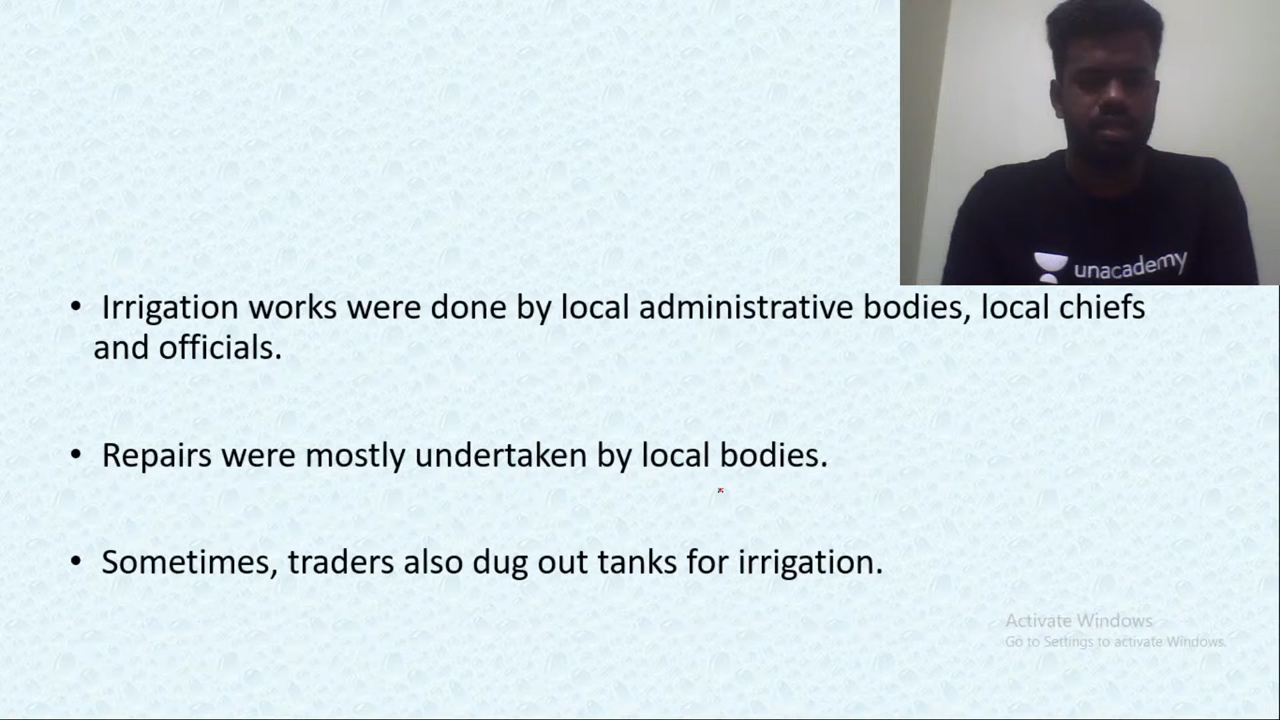 unacademy
• Irrigation works were done by local administrative bodies, local chiefs
and officials.
• Repairs were mostly undertaken by local bodies.
• Sometimes, traders also dug out tanks for irrigation.
Activate Windows
Go to Settings to activate Windows.